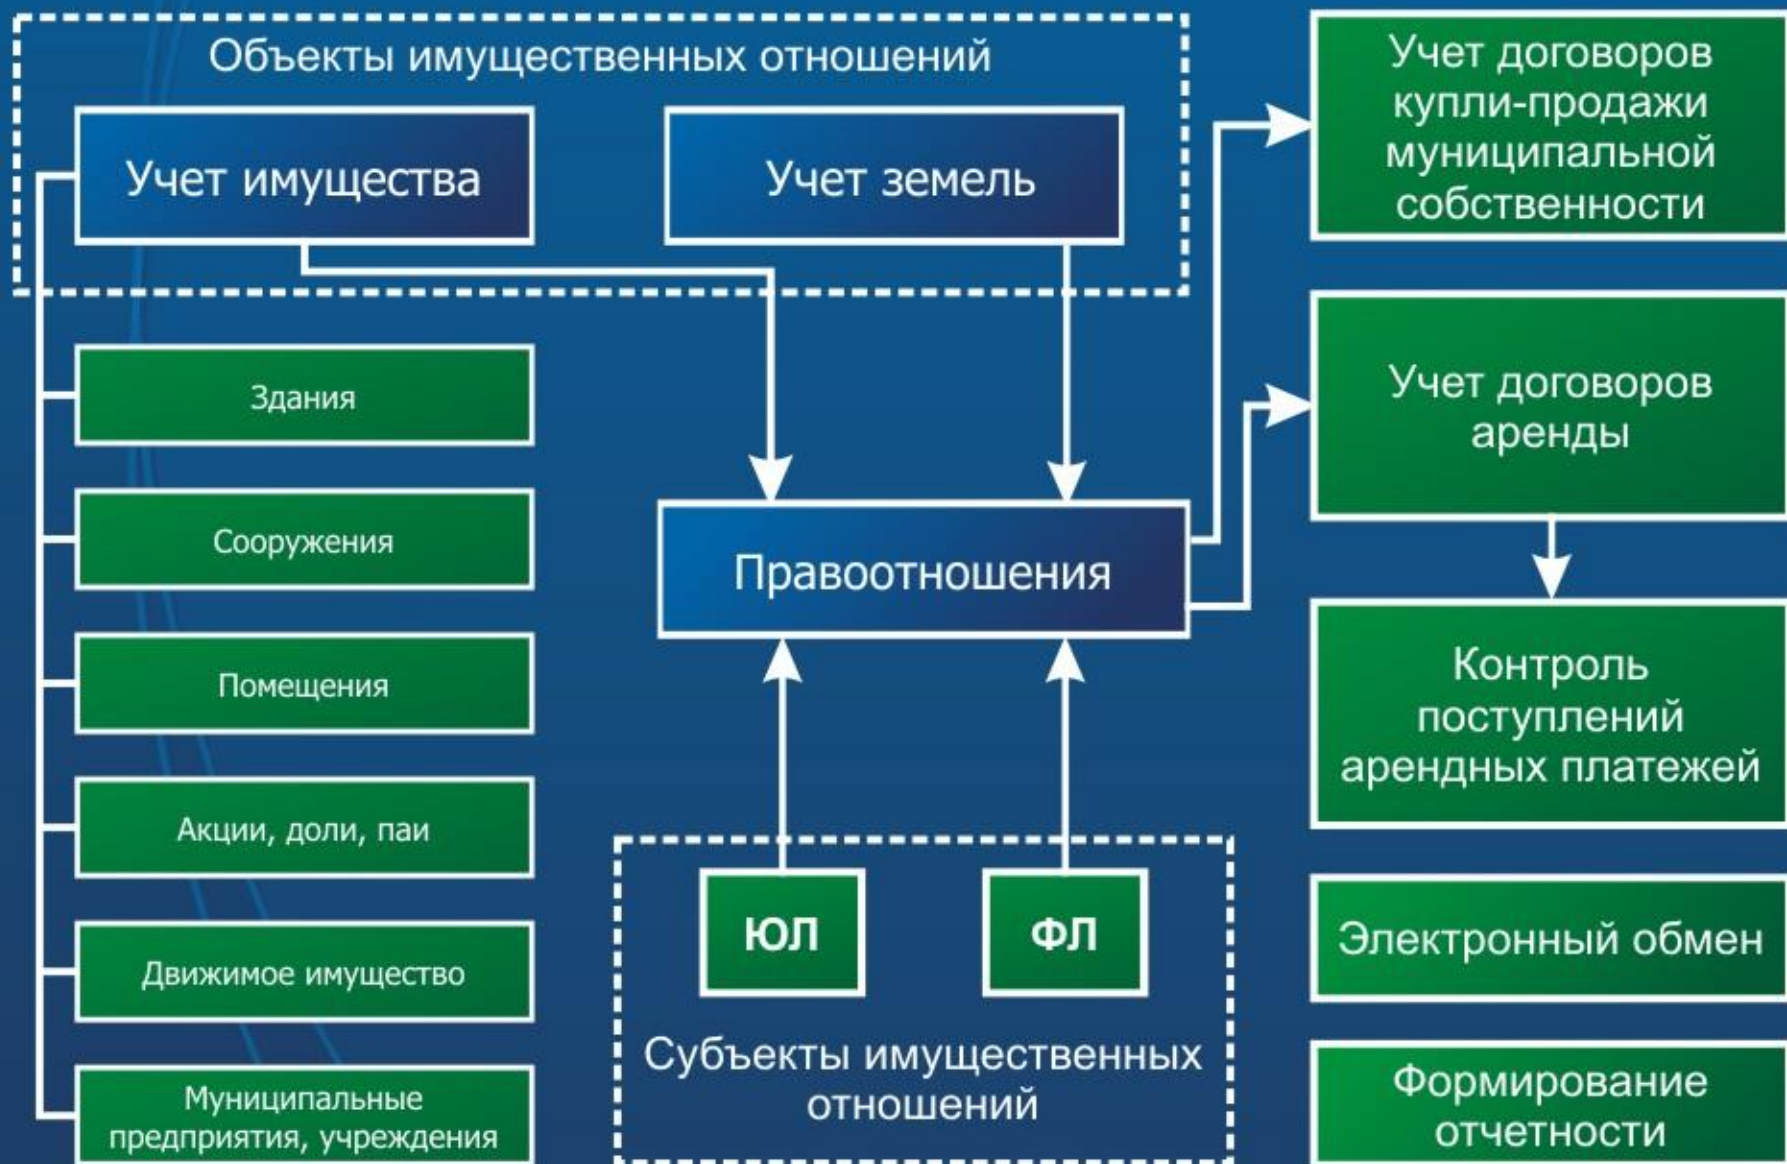 Объекты имущественных отношений
Учет имущества
Учет земель
Здания
Сооружения
Помещения
Акции, доли, паи
Движимое имущество
Муниципальные
предприятия, учреждения
Правоотношения
ЮЛ
ФЛ
Субъекты имущественных
отношений
Учет договоров
купли-продажи
муниципальной
собственности
Учет договоров
аренды
Контроль
поступлений
арендных платежей
Электронный обмен
Формирование
отчетности